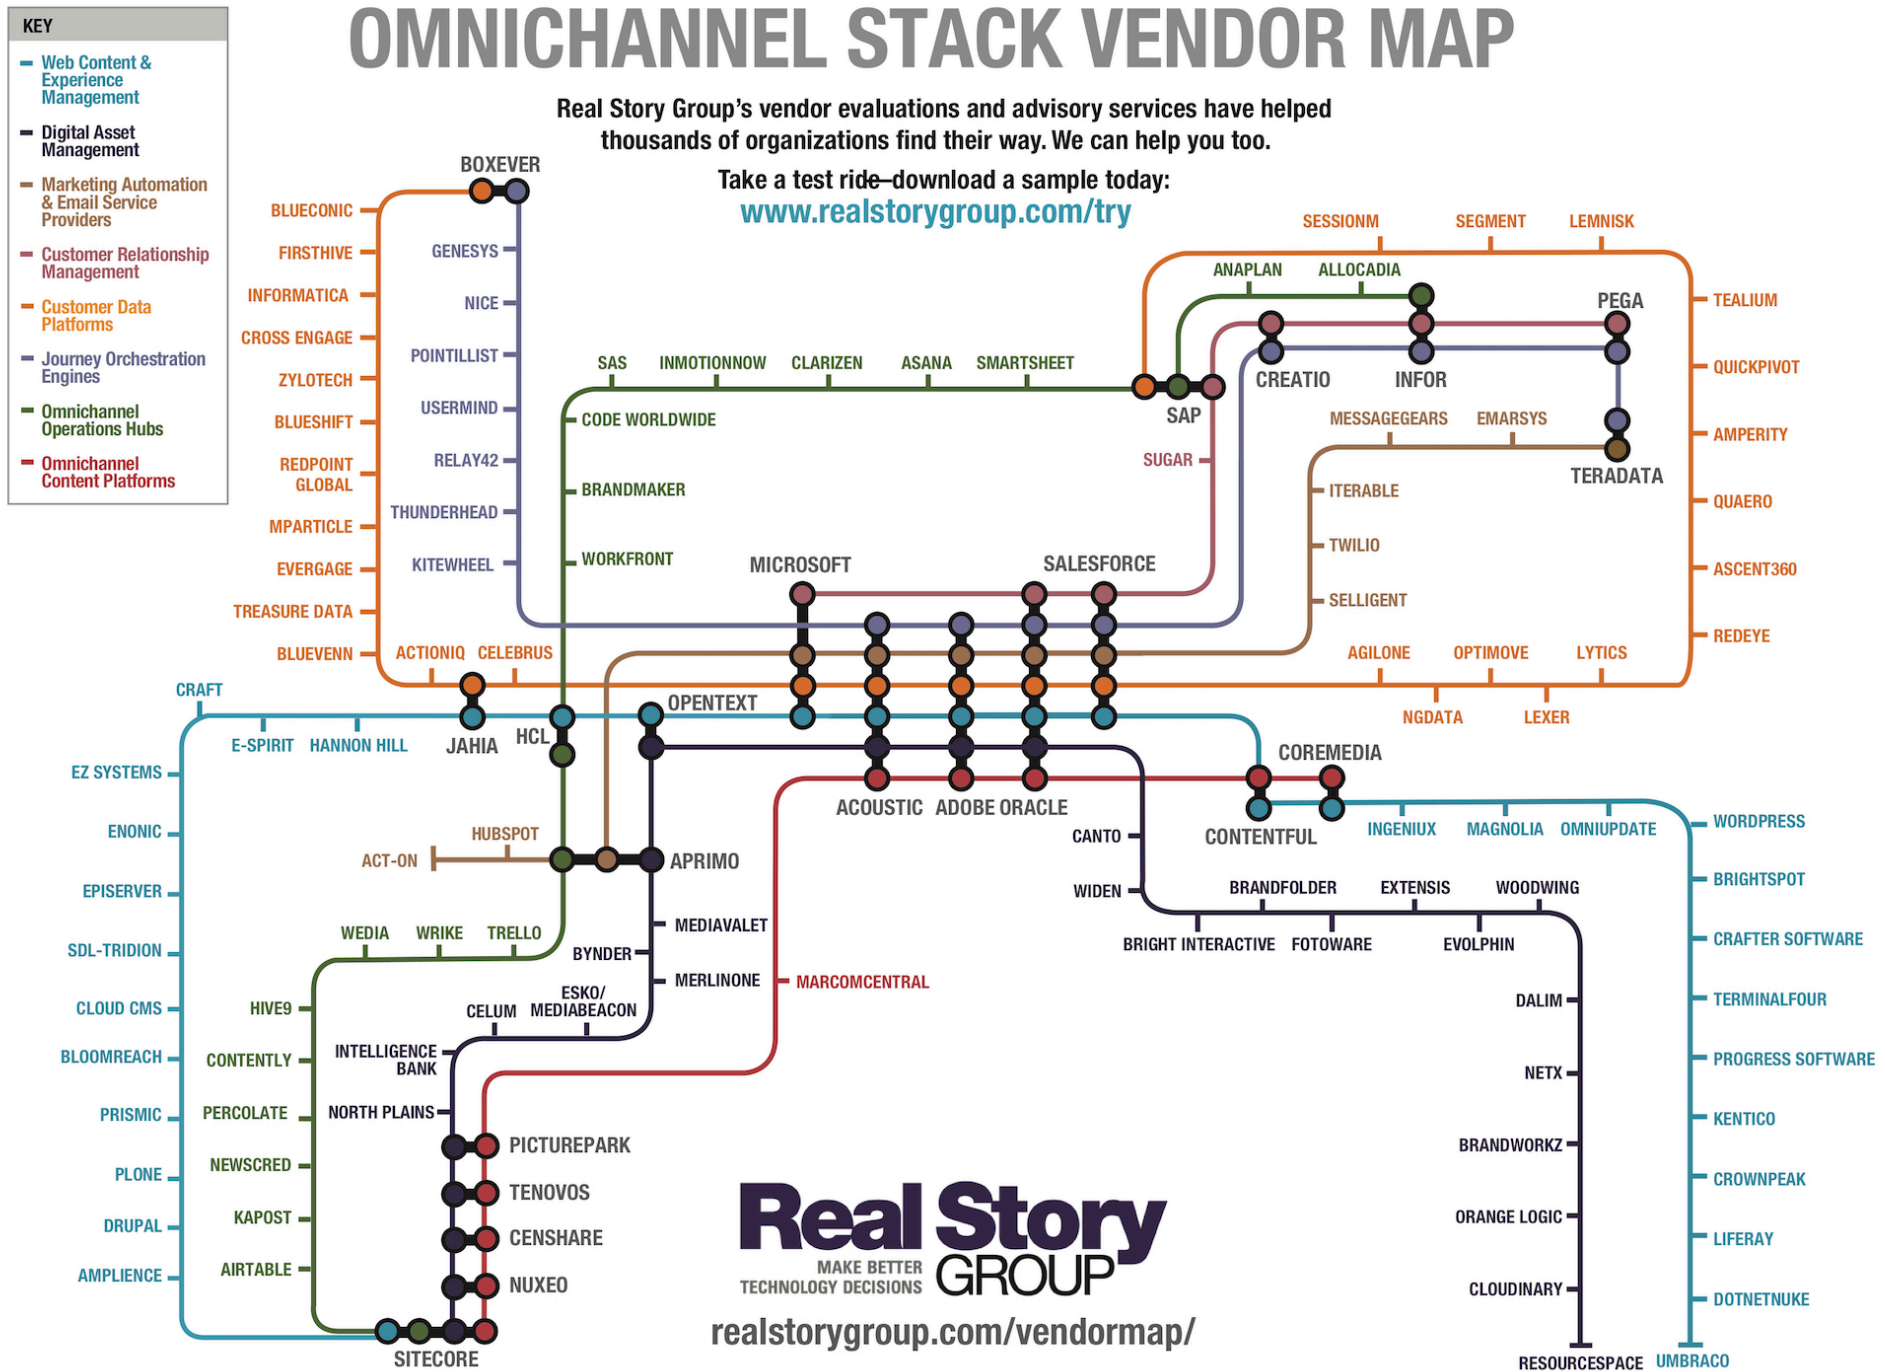 OMNICHANNEL STACK VENDOR MAP
Real Story Group's vendor evaluations and advisory services have helped
thousands of organizations find their way. We can help you too.
Take a test ride—download a sample today:
www.realstorygroup.com/try
KEY
Web Content &
Experience
Management
Digital Asset
Management
Marketing Automation
& Email Service
Providers
Customer Relationship
Management
Customer Data
Platforms
Journey Orchestration
Engines
Omnichannel
Operations Hubs
Omnichannel
Content Platforms
BOXEVER
BLUECONIC
FIRSTHIVE
INFORMATICA
CROSS ENGAGE
ZYLOTECH
BLUESHIFT
REDPOINT
GLOBAL
MPARTICLE
EVERGAGE
TREASURE DATA
BLUEVENN
ACTIONIQ
CELEBRUS
GENESYS
NICE
POINTILLIST
USERMIND
RELAY42
THUNDERHEAD
KITEWHEEL
SAS
INMOTIONNOW
CLARIZEN
ASANA
SMARTSHEET
CODE WORLDWIDE
BRANDMAKER
WORKFRONT
SAP
SUGAR
ANAPLAN
ALLOCADIA
SESSIONM
SEGMENT
LEMNISK
CREATIO
INFOR
PEGA
TERADATA
MESSAGEGEARS
EMARSYS
ITERABLE
TWILIO
SELLIGENT
TEALIUM
QUICKPIVOT
AMPERITY
QUAERO
ASCENT360
REDEYE
AGILONE
OPTIMOVE
LYTICS
NGDATA
LEXER
MICROSOFT
SALESFORCE
OPENTEXT
ACOUSTIC
ADOBE
ORACLE
COREMEDIA
CONTENTFUL
INGENIUX
MAGNOLIA
OMNIUPDATE
CRAFT
E-SPIRIT
HANNON HILL
JAHIA
HCL
EZ SYSTEMS
ENONIC
EPISERVER
SDL-TRIDION
CLOUD CMS
BLOOMREACH
PRISMIC
PLONE
DRUPAL
AMPLIENCE
HUBSPOT
ACT-ON
APRIMO
WEDIA
WRIKE
TRELLO
HIVE9
CONTENTLY
PERCOLATE
NEWSCRED
KAPOST
AIRTABLE
MEDIAVALET
BYNDER
MERLINONE
ESKO/
MEDIABEACON
CELUM
INTELLIGENCE
BANK
NORTH PLAINS
PICTUREPARK
TENOVOS
CENSHARE
NUXEO
SITECORE
MARCOMCENTRAL
CANTO
WIDEN
BRANDFOLDER
EXTENSIS
WOODWING
BRIGHT INTERACTIVE
FOTOWARE
EVOLPHIN
DALIM
NETX
BRANDWORKZ
ORANGE LOGIC
CLOUDINARY
RESOURCESPACE
WORDPRESS
BRIGHTSPOT
CRAFTER SOFTWARE
TERMINALFOUR
PROGRESS SOFTWARE
KENTICO
CROWNPEAK
LIFERAY
DOTNETNUKE
UMBRACO
Real Story
GROUP
MAKE BETTER
TECHNOLOGY DECISIONS
realstorygroup.com/vendormap/